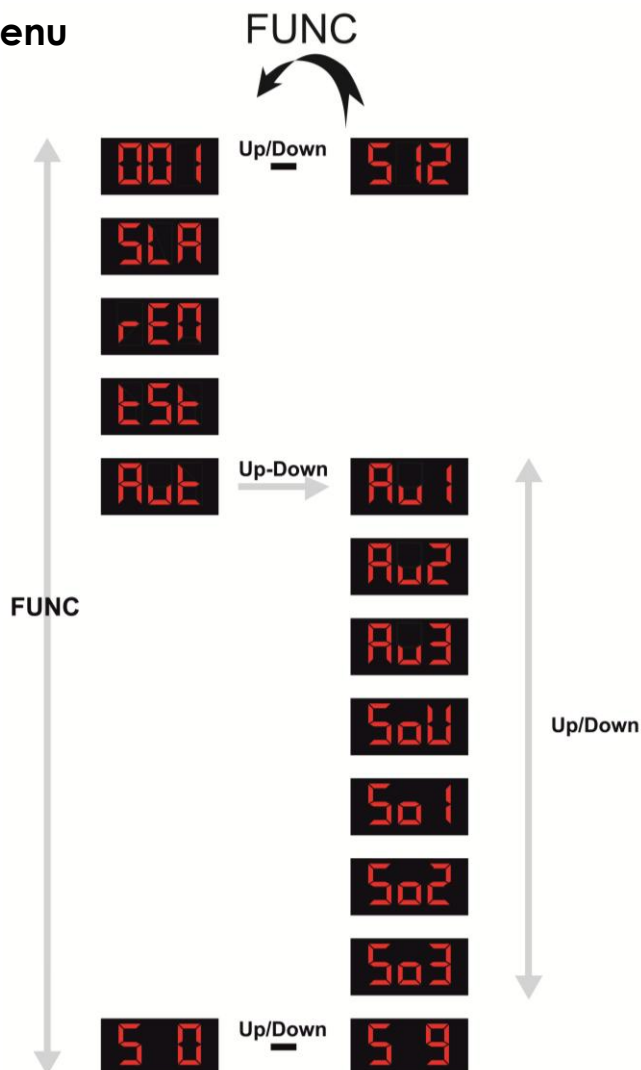 enu
FUNC
001 Up/Down 512
SLA
rEM
tSt
Aut Up-Down Au1
Au2
FUNC
Au3
SoU Up/Down
So1
So2
So3
S 0 Up/Down S 9